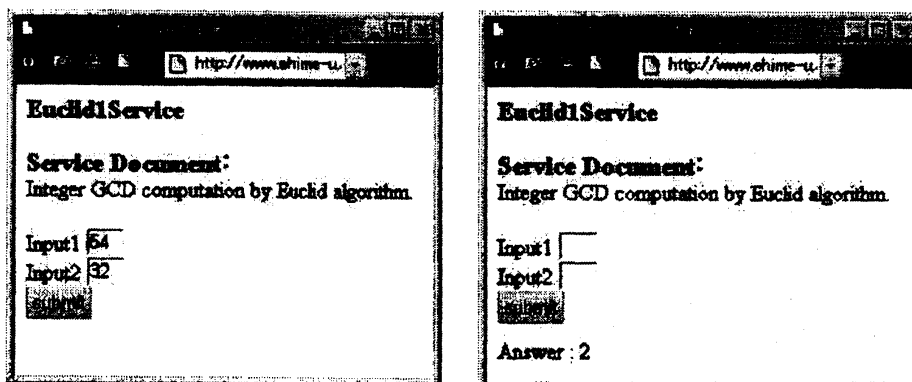 http://www.ehime-u.
Euclid1Service
Service Document:
Integer GCD computation by Euclid algorithm.
Input1 54
Input2 32
submit
http://www.ehime-u.
Euclid1Service
Service Document:
Integer GCD computation by Euclid algorithm.
Input1
Input2
submit
Answer : 2